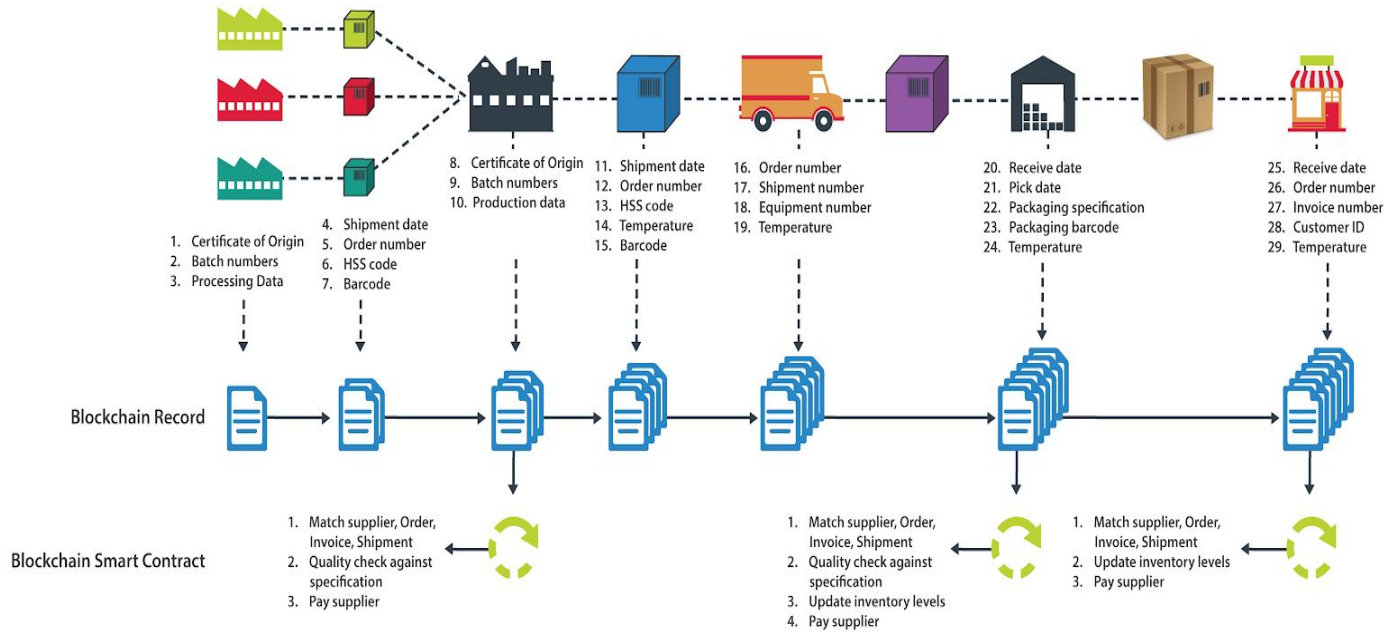 1. Certificate of Origin
2. Batch numbers
3. Processing Data
4. Shipment date
5. Order number
6. HSS code
7. Barcode
8. Certificate of Origin
9. Batch numbers
10. Production data
11. Shipment date
12. Order number
13. HSS code
14. Temperature
15. Barcode
16. Order number
17. Shipment number
18. Equipment number
19. Temperature
20. Receive date
21. Pick date
22. Packaging specification
23. Packaging barcode
24. Temperature
25. Receive date
26. Order number
27. Invoice number
28. Customer ID
29. Temperature
Blockchain Record
Blockchain Smart Contract
1. Match supplier, Order,
Invoice, Shipment
2. Quality check against
specification
3. Pay supplier
1. Match supplier, Order,
Invoice, Shipment
2. Quality check against
specification
3. Update inventory levels
4. Pay supplier
1. Match supplier, Order,
Invoice, Shipment
2. Update inventory levels
3. Pay supplier